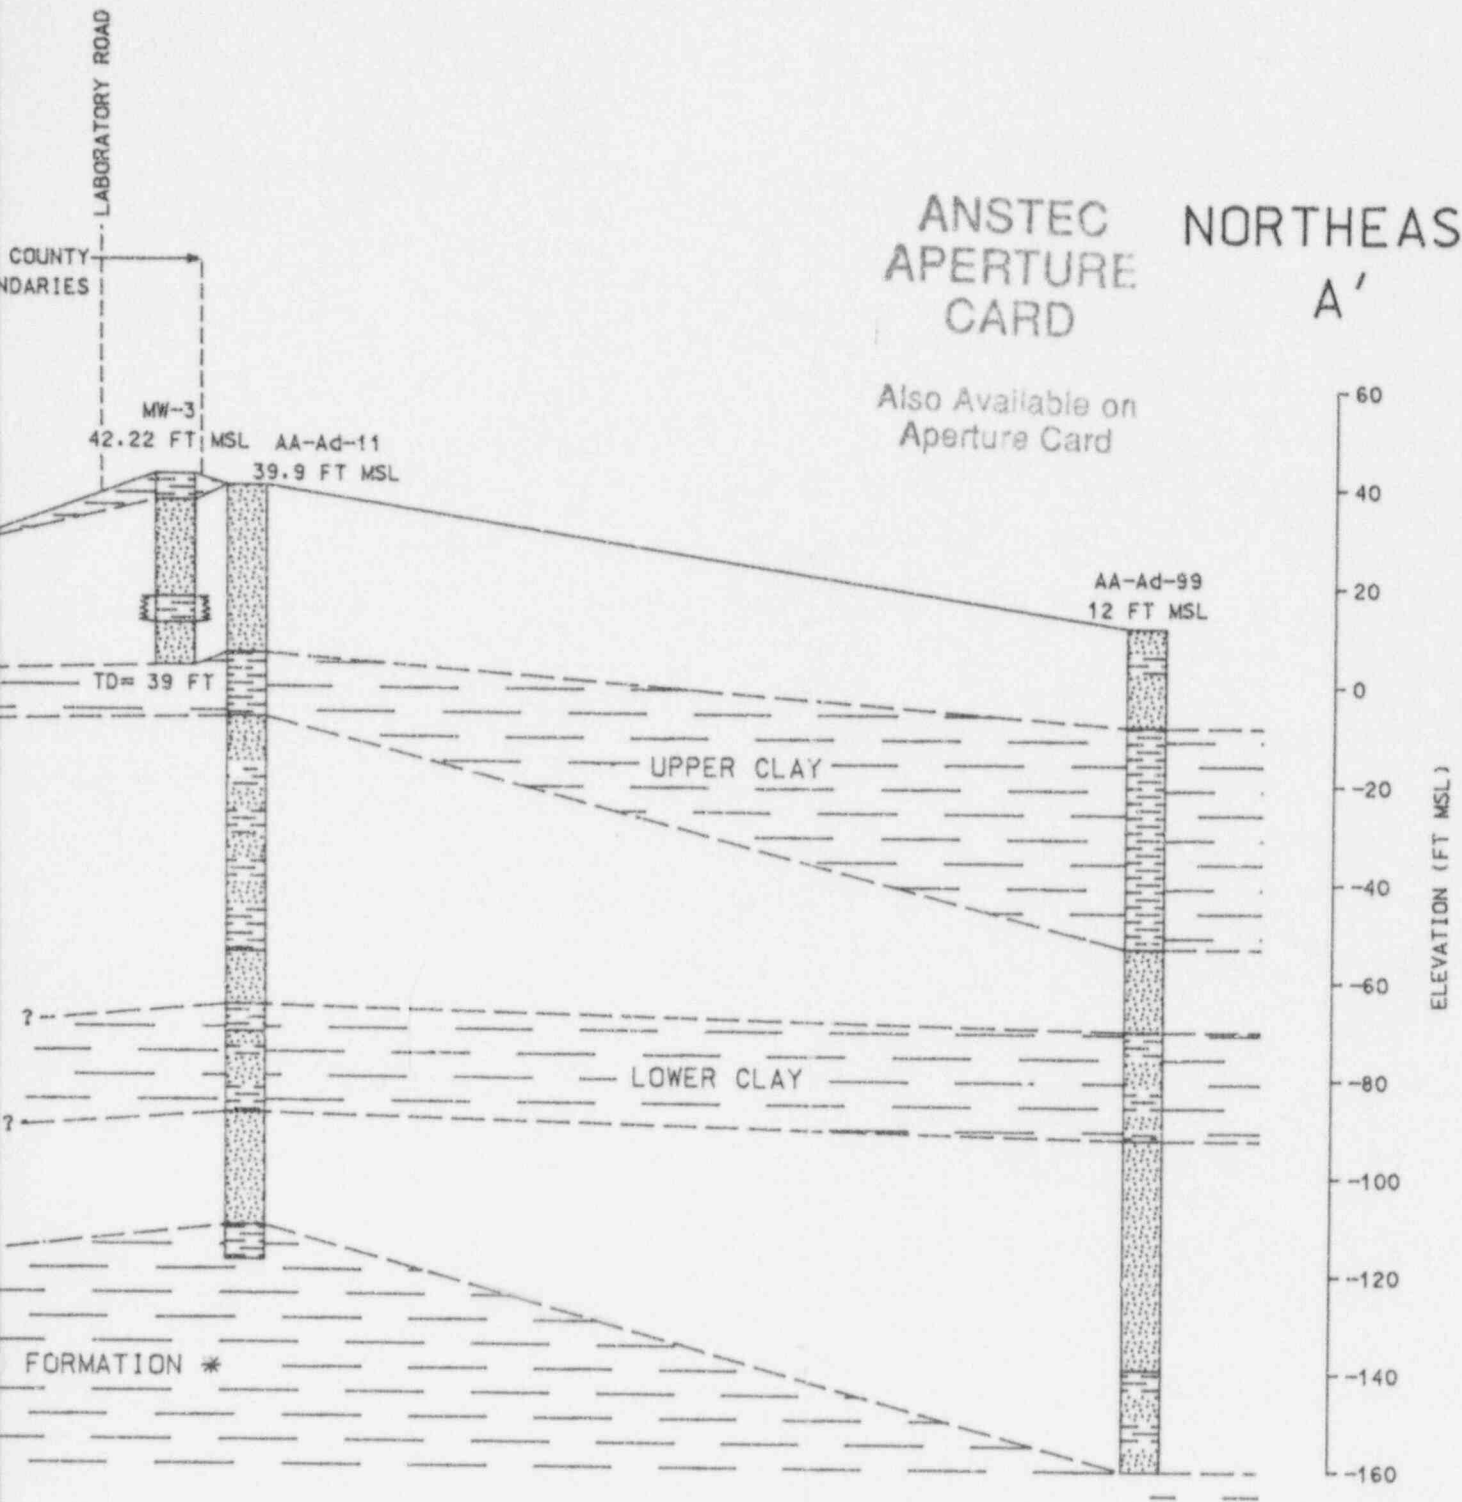 LABORATORY ROAD
COUNTY
NDARIES
ANSTEC
APERTURE
CARD
Also Available on
Aperture Card
NORTHEAS
A'
MW-3
42.22 FT MSL
AA-Ad-11
39.9 FT MSL
AA-Ad-99
12 FT MSL
TD= 39 FT
UPPER CLAY
? ?
LOWER CLAY
FORMATION *
60
40
20
0
-20
-40
-60
-80
-100
-120
-140
-160
ELEVATION (FT MSL)